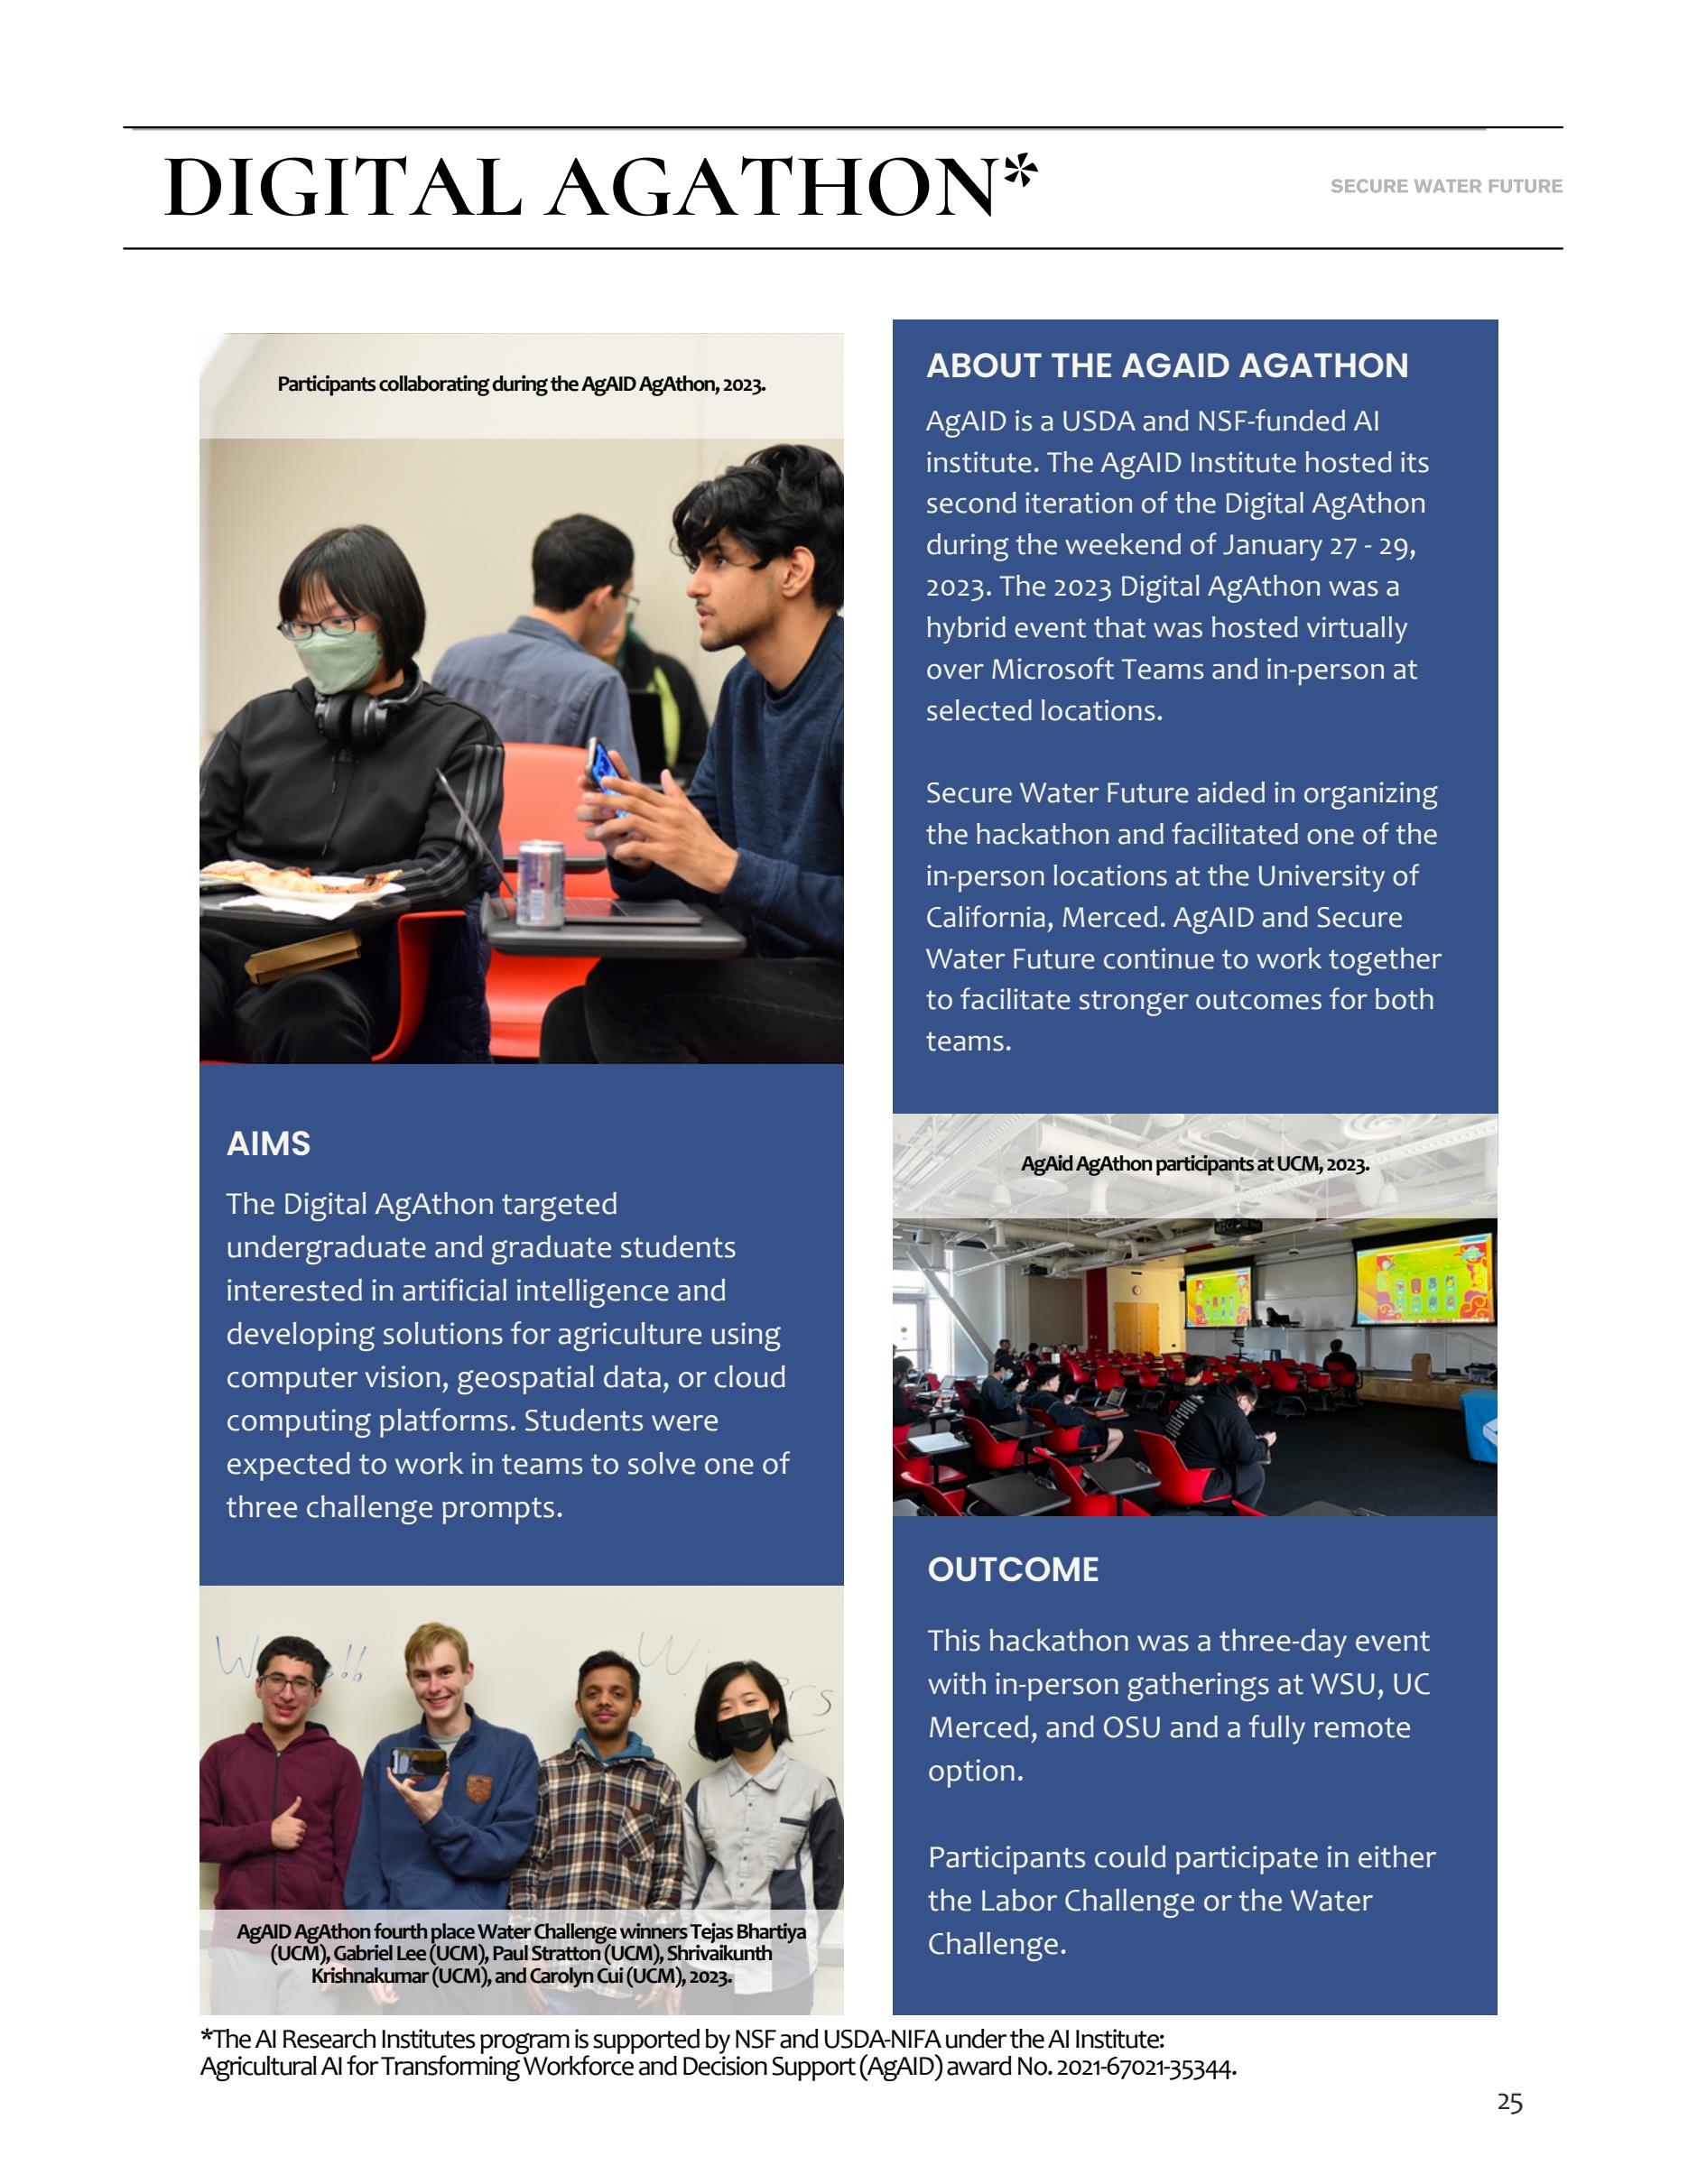 DIGITAL AGATHON*
SECURE WATER FUTURE
Participants collaborating during the AgAID AgAthon, 2023.
AIMS
The Digital AgAthon targeted
undergraduate and graduate students
interested in artificial intelligence and
developing solutions for agriculture using
computer vision, geospatial data, or cloud
computing platforms. Students were
expected to work in teams to solve one of
three challenge prompts.
W !!
Wi ers
AgAID AgAthon fourth place Water Challenge winners Tejas Bhartiya
(UCM), Gabriel Lee (UCM), Paul Stratton (UCM), Shrivaikunth
Krishnakumar (UCM), and Carolyn Cui (UCM), 2023.
ABOUT THE AGAID AGATHON
AgAID is a USDA and NSF-funded AI
institute. The AgAID Institute hosted its
second iteration of the Digital AgAthon
during the weekend of January 27 - 29,
2023. The 2023 Digital AgAthon was a
hybrid event that was hosted virtually
over Microsoft Teams and in-person at
selected locations.
Secure Water Future aided in organizing
the hackathon and facilitated one of the
in-person locations at the University of
California, Merced. AgAID and Secure
Water Future continue to work together
to facilitate stronger outcomes for both
teams.
AgAid AgAthon participants at UCM, 2023.
OUTCOME
This hackathon was a three-day event
with in-person gatherings at WSU, UC
Merced, and OSU and a fully remote
option.
Participants could participate in either
the Labor Challenge or the Water
Challenge.
*The AI Research Institutes program is supported by NSF and USDA-NIFA under the AI Institute:
Agricultural AI for Transforming Workforce and Decision Support (AgAID) award No. 2021-67021-35344.
25